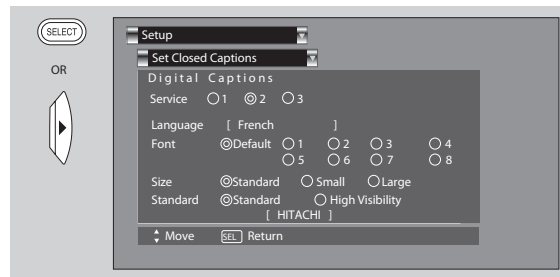 SELECT
OR
Setup
Set Closed Captions
Digital Captions
Service 1 2 3
Language [ French ]
Font Default 1 2 3 4
5 6 7 8
Size Standard Small Large
Standard Standard High Visibility
[ HITACHI ]
Move SEL Return